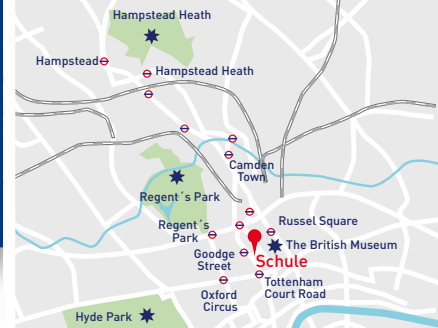 Hampstead Heath
Hampstead
Hampstead Heath
Camden
Town
Regent´s Park
Russel Square
Regent´s
Park
The British Museum
Goodge
Street
Schule
Tottenham
Court Road
Oxford
Circus
Hyde Park